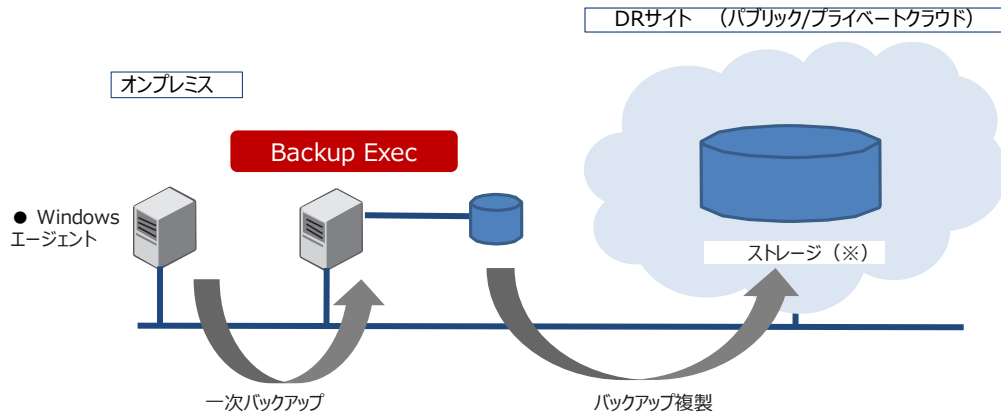 DRサイト （パブリック/プライベートクラウド）
オンプレミス
Backup Exec
● Windows
エージェント
ストレージ（※）
一次バックアップ
バックアップ複製